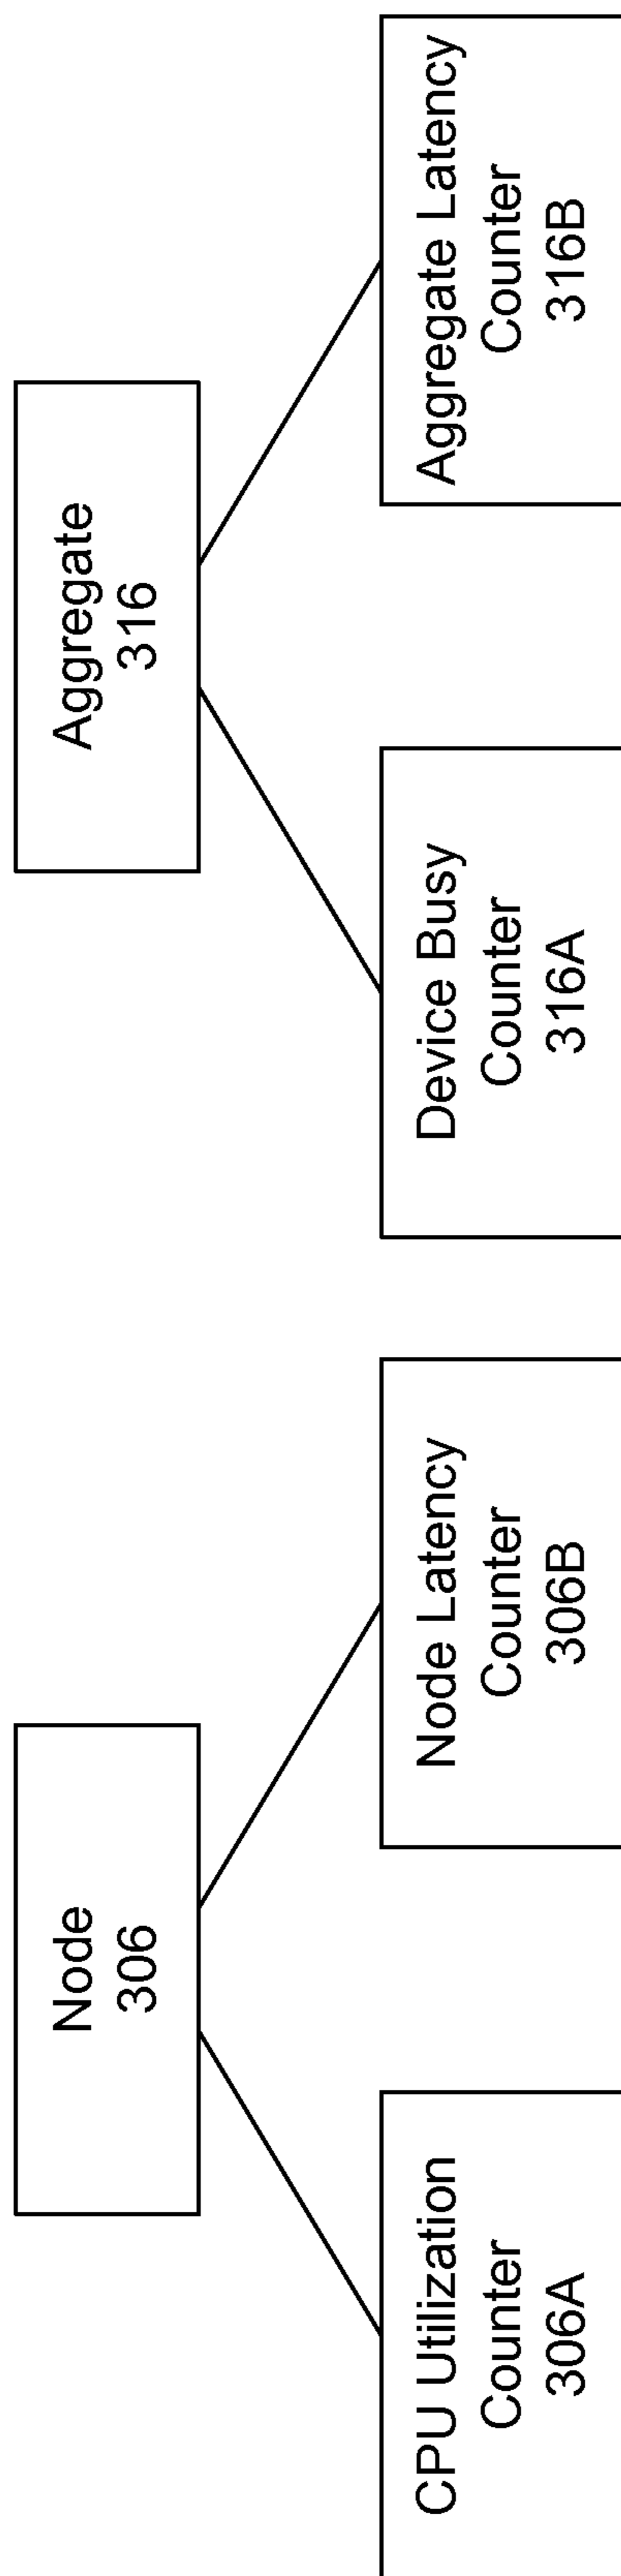 Node
306
Aggregate
316
CPU Utilization
Counter
306A
Node Latency
Counter
306B
Device Busy
Counter
316A
Aggregate Latency
Counter
316B